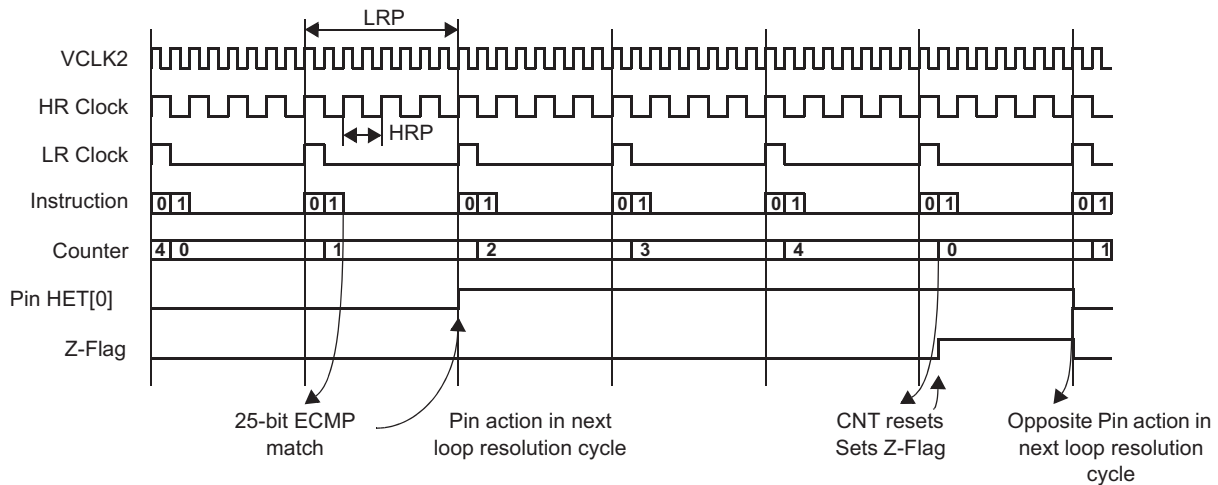 LRP
VCLK2
HR Clock
HRP
LR Clock
Instruction 0 1 0 1 0 1 0 1 0 1 0 1 0 1
Counter 4 0 1 2 3 4 0 1
Pin HET[0]
Z-Flag
25-bit ECMP
match
Pin action in next
loop resolution cycle
CNT resets
Sets Z-Flag
Opposite Pin action in
next loop resolution
cycle